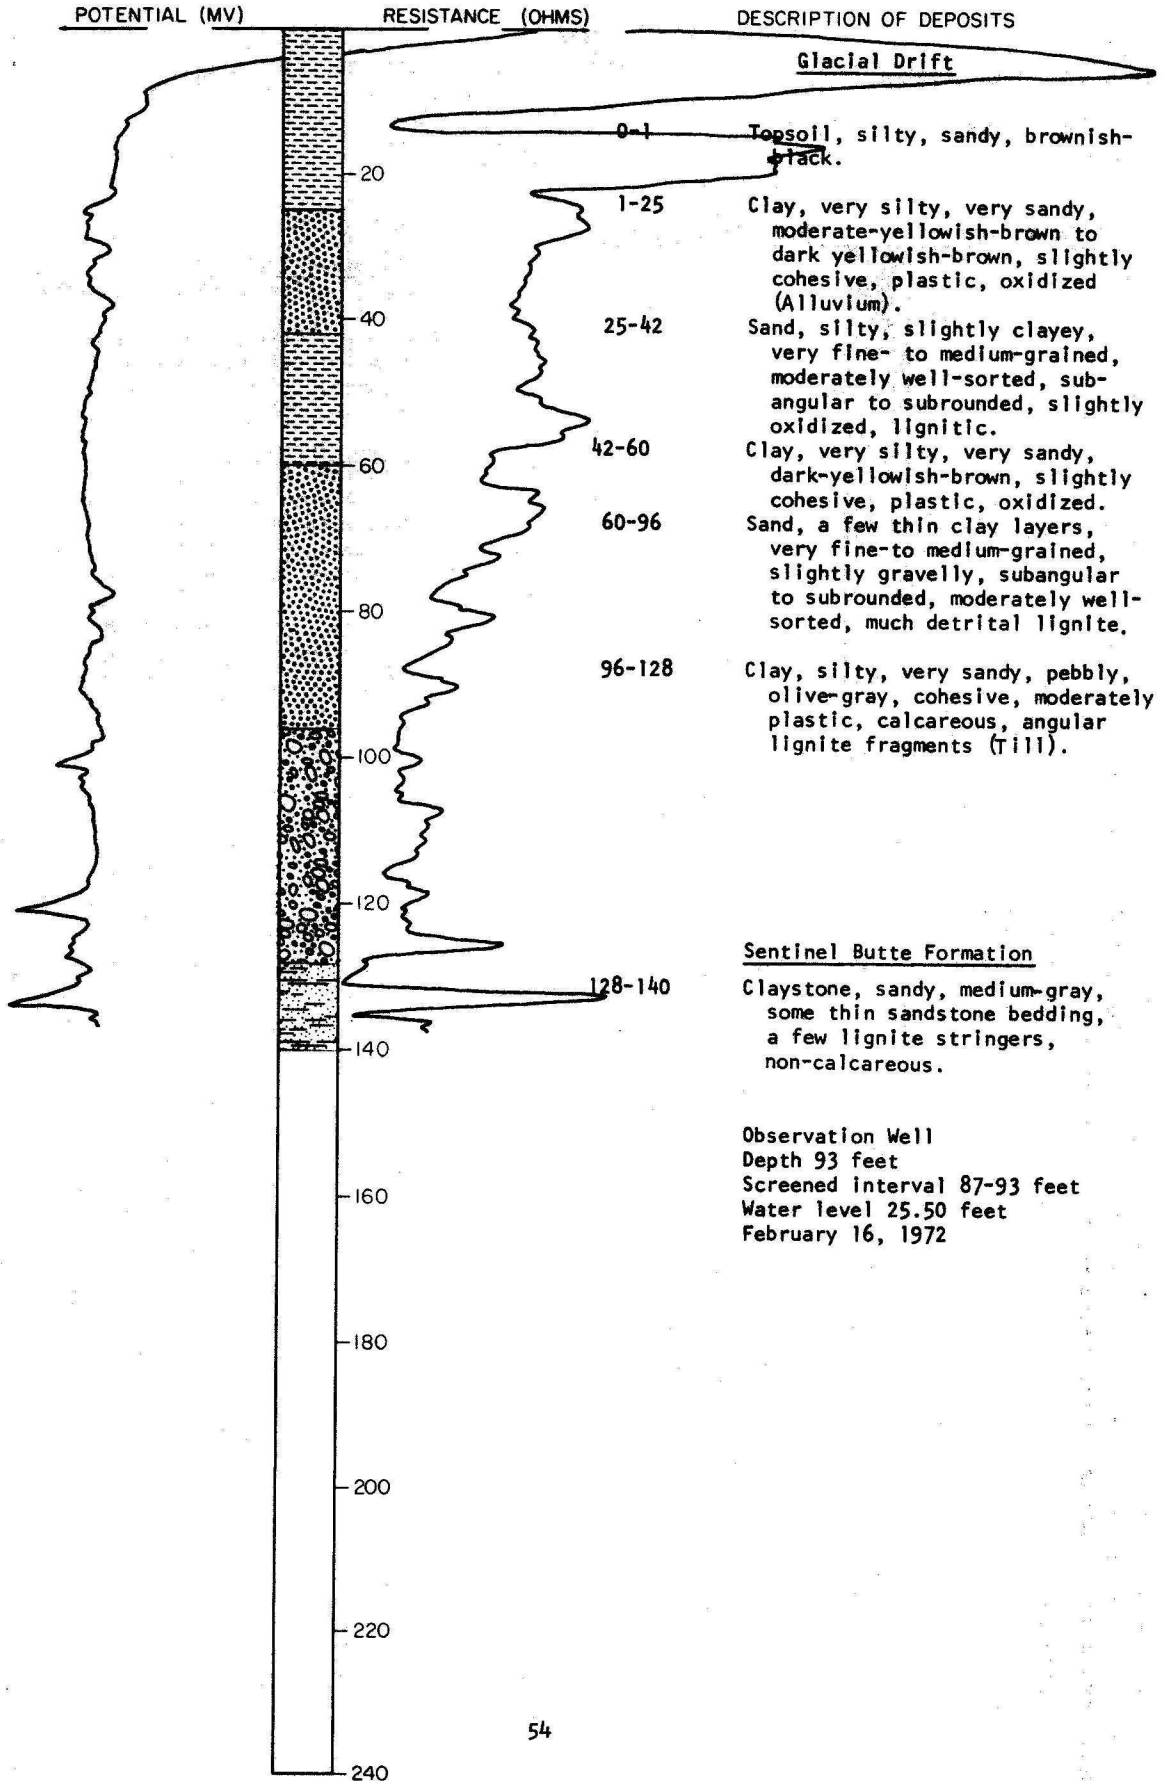 POTENTIAL (MV) RESISTANCE (OHMS) DESCRIPTION OF DEPOSITS
Glacial Drift
0-1 Topsoil, silty, sandy, brownish-
black.
20
1-25 Clay, very silty, very sandy,
moderate-yellowish-brown to
dark yellowish-brown, slightly
cohesive, plastic, oxidized
(Alluvium).
40
25-42 Sand, silty, slightly clayey,
very fine- to medium-grained,
moderately well-sorted, sub-
angular to subrounded, slightly
oxidized, lignitic.
42-60 Clay, very silty, very sandy,
60
dark-yellowish-brown, slightly
cohesive, plastic, oxidized.
60-96 Sand, a few thin clay layers,
very fine-to medium-grained,
slightly gravelly, subangular
80
to subrounded, moderately well-
sorted, much detrital lignite.
96-128 Clay, silty, very sandy, pebbly,
olive-gray, cohesive, moderately
plastic, calcareous, angular
lignite fragments (Till).
100
120
Sentinel Butte Formation
128-140 Claystone, sandy, medium-gray,
some thin sandstone bedding,
a few lignite stringers,
140
non-calcareous.
Observation Well
Depth 93 feet
Screened interval 87-93 feet
160
Water level 25.50 feet
February 16, 1972
180
200
220
54
240